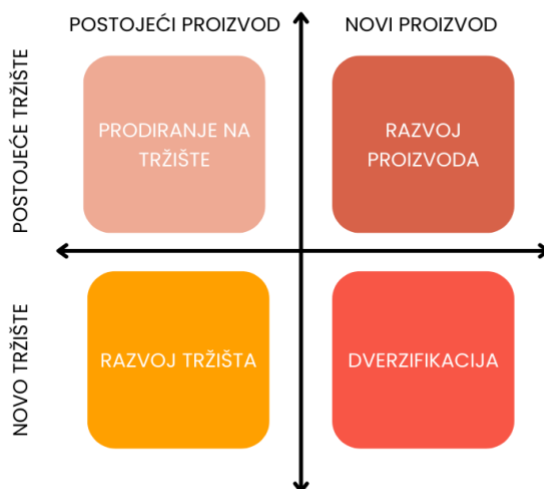 POSTOJEĆI PROIZVOD
NOVI PROIZVOD
POSTOJEĆE TRŽIŠTE
PRODIRANJE NA
TRŽIŠTE
RAZVOJ
PROIZVODA
NOVO TRŽIŠTE
RAZVOJ TRŽIŠTA
DVERZIFIKACIJA